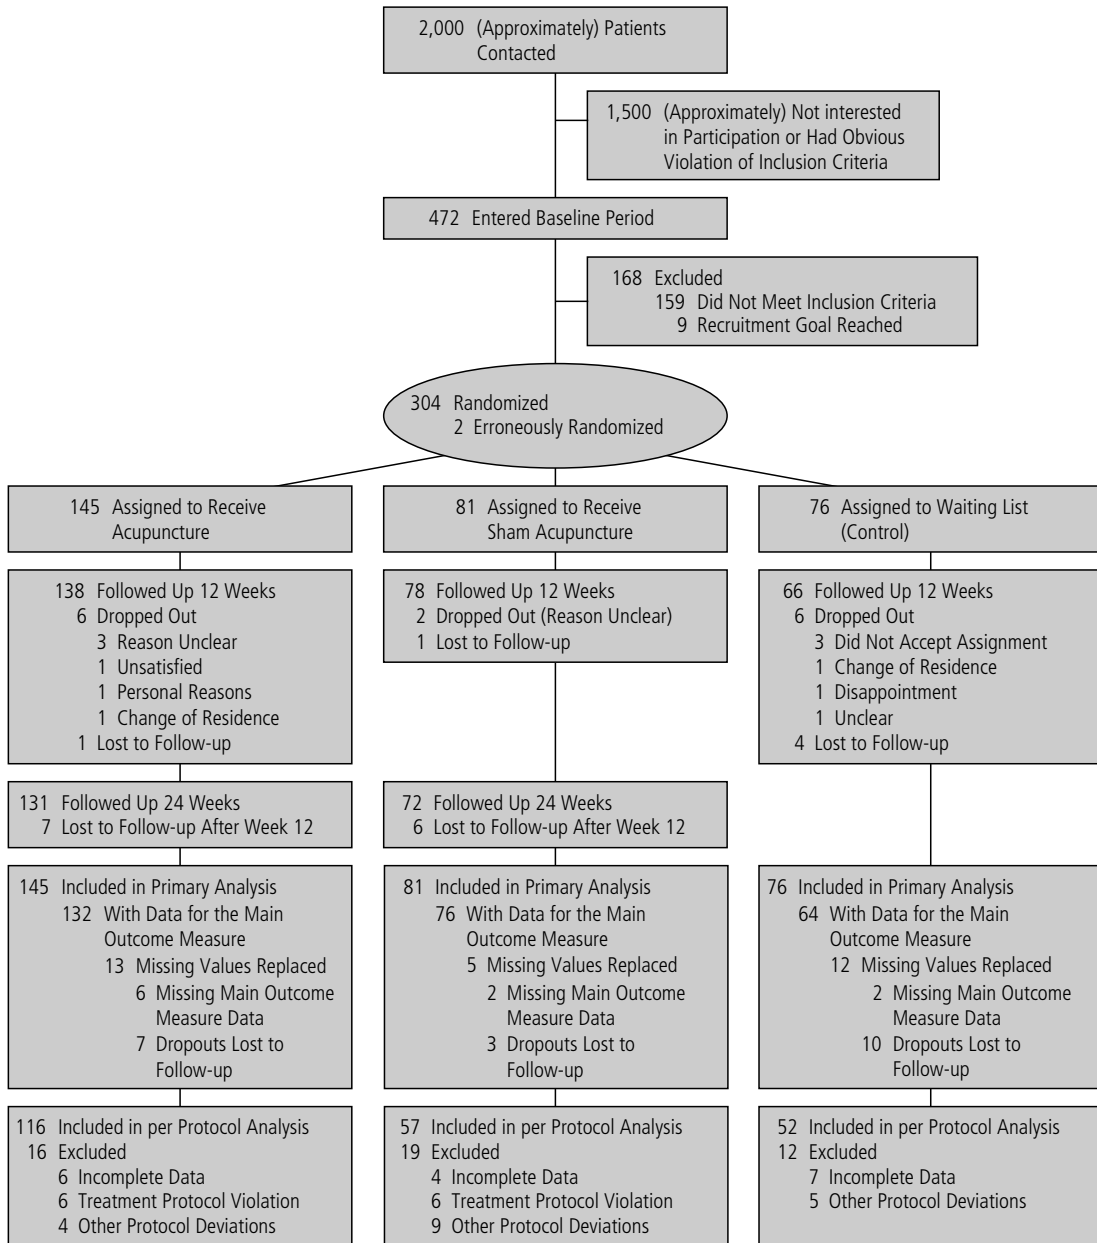 2,000 (Approximately) Patients
Contacted
1,500 (Approximately) Not interested
in Participation or Had Obvious
Violation of Inclusion Criteria
472 Entered Baseline Period
168 Excluded
159 Did Not Meet Inclusion Criteria
9 Recruitment Goal Reached
304 Randomized
2 Erroneously Randomized
145 Assigned to Receive
Acupuncture
81 Assigned to Receive
Sham Acupuncture
76 Assigned to Waiting List
(Control)
138 Followed Up 12 Weeks
6 Dropped Out
3 Reason Unclear
1 Unsatisfied
1 Personal Reasons
1 Change of Residence
1 Lost to Follow-up
78 Followed Up 12 Weeks
2 Dropped Out (Reason Unclear)
1 Lost to Follow-up
66 Followed Up 12 Weeks
6 Dropped Out
3 Did Not Accept Assignment
1 Change of Residence
1 Disappointment
1 Unclear
4 Lost to Follow-up
131 Followed Up 24 Weeks
7 Lost to Follow-up After Week 12
72 Followed Up 24 Weeks
6 Lost to Follow-up After Week 12
145 Included in Primary Analysis
132 With Data for the Main
Outcome Measure
13 Missing Values Replaced
6 Missing Main Outcome
Measure Data
7 Dropouts Lost to
Follow-up
81 Included in Primary Analysis
76 With Data for the Main
Outcome Measure
5 Missing Values Replaced
2 Missing Main Outcome
Measure Data
3 Dropouts Lost to
Follow-up
76 Included in Primary Analysis
64 With Data for the Main
Outcome Measure
12 Missing Values Replaced
2 Missing Main Outcome
Measure Data
10 Dropouts Lost to
Follow-up
116 Included in per Protocol Analysis
16 Excluded
6 Incomplete Data
6 Treatment Protocol Violation
4 Other Protocol Deviations
57 Included in per Protocol Analysis
19 Excluded
4 Incomplete Data
6 Treatment Protocol Violation
9 Other Protocol Deviations
52 Included in per Protocol Analysis
12 Excluded
7 Incomplete Data
5 Other Protocol Deviations